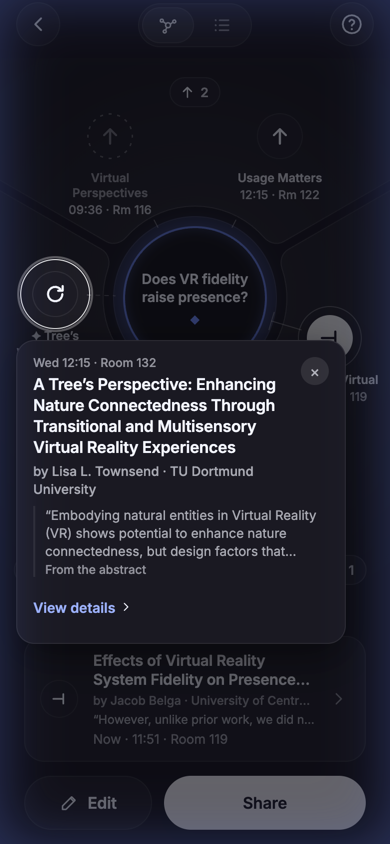 2
Virtual
Perspectives
09:36 · Rm 116
Usage Matters
12:15 · Rm 122
Does VR fidelity
raise presence?
Tree's
Virtual
119
Wed 12:15 · Room 132
A Tree's Perspective: Enhancing
Nature Connectedness Through
Transitional and Multisensory
Virtual Reality Experiences
by Lisa L. Townsend · TU Dortmund
University
“Embodying natural entities in Virtual Reality
(VR) shows potential to enhance nature
connectedness, but design factors that...
From the abstract
View details
1
Effects of Virtual Reality
System Fidelity on Presence...
by Jacob Belga · University of Centr...
“However, unlike prior work, we did n...
Now · 11:51 · Room 119
Edit
Share